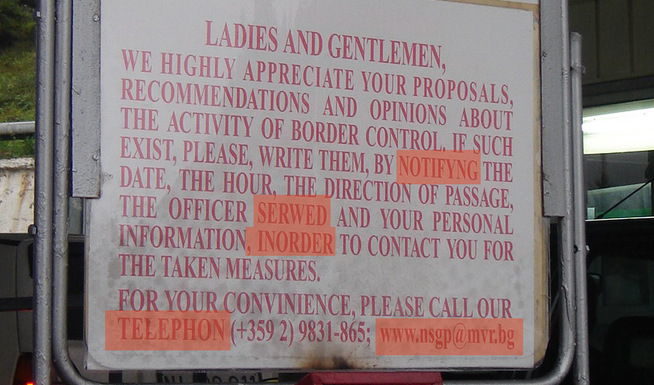 LADIES AND GENTLEMEN,
WE HIGHLY APPRECIATE YOUR PROPOSALS,
RECOMMENDATIONS AND OPINIONS ABOUT
THE ACTIVITY OF BORDER CONTROL. IF SUCH
EXIST, PLEASE, WRITE THEM, BY NOTIFYNG THE
DATE, THE HOUR, THE DIRECTION OF PASSAGE,
THE OFFICER SERWED AND YOUR PERSONAL
INFORMATION, INORDER TO CONTACT YOU FOR
THE TAKEN MEASURES.
FOR YOUR CONVINIENCE, PLEASE CALL OUR
TELEPHON (+359 2) 9831-865; www.nsgp@mvr.bg